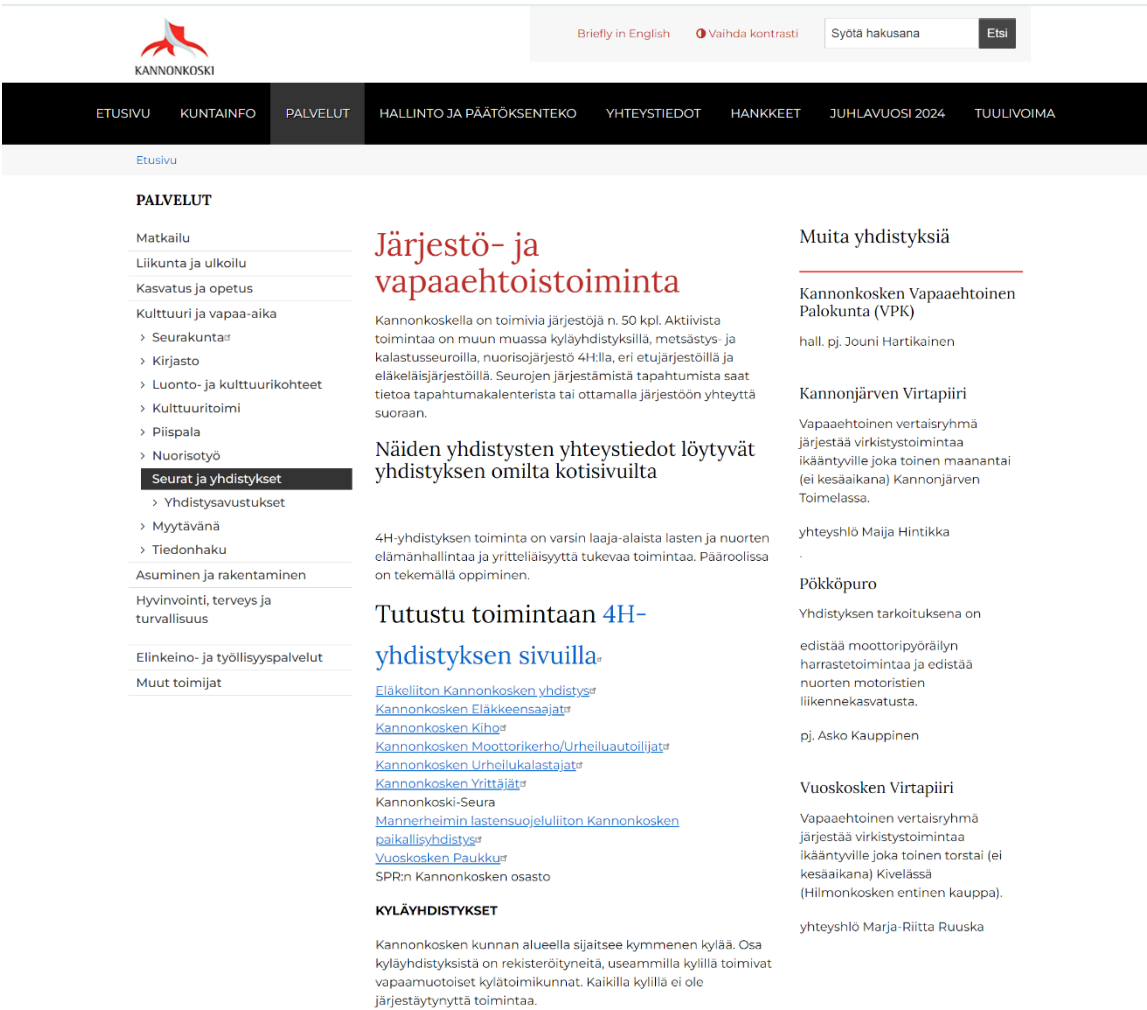 KANNONKOSKI
Briefly in English
Vaihda kontrasti
Syötä hakusana
Etsi
ETUSIVU
KUNTAINFO
PALVELUT
HALLINTO JA PÄÄTÖKSENTEKO
YHTEYSTIEDOT
HANKKEET
JUHLAVUOSI 2024
TUULIVOIMA
Etusivu
PALVELUT
Matkailu
Liikunta ja ulkoilu
Kasvatus ja opetus
Kulttuuri ja vapaa-aika
> Seurakunta
> Kirjasto
> Luonto- ja kulttuurikohteet
> Kulttuuritoimi
> Piispala
> Nuorisotyö
Seurat ja yhdistykset
> Yhdistysavustukset
> Myytävänä
> Tiedonhaku
Asuminen ja rakentaminen
Hyvinvointi, terveys ja
turvallisuus
Elinkeino- ja työllisyyspalvelut
Muut toimijat
Järjestö- ja
vapaaehtoistoiminta
Kannonkoskella on toimivia järjestöjä n. 50 kpl. Aktiivista
toimintaa on muun muassa kyläyhdistyksillä, metsästys- ja
kalastusseuroilla, nuorisojärjestö 4H:lla, eri etujärjestöillä ja
eläkeläisjärjestöillä. Seurojen järjestämistä tapahtumista saat
tietoa tapahtumakalenterista tai ottamalla järjestöön yhteyttä
suoraan.
Näiden yhdistysten yhteystiedot löytyvät
yhdistyksen omilta kotisivuilta
4H-yhdistyksen toiminta on varsin laaja-alaista lasten ja nuorten
elämänhallintaa ja yritteliäisyyttä tukevaa toimintaa. Pääroolissa
on tekemällä oppiminen.
Tutustu toimintaan 4H-
yhdistyksen sivuilla
Eläkeliiton Kannonkosken yhdistys
Kannonkosken Eläkkeensaajat
Kannonkosken Kiho
Kannonkosken Moottorikerho/Urheiluautoilijat
Kannonkosken Urheilukalastajat
Kannonkosken Yrittäjät
Kannonkoski-Seura
Mannerheimin lastensuojeluliiton Kannonkosken
paikallisyhdistys
Vuoskosken Paukku
SPR:n Kannonkosken osasto
KYLÄYHDISTYKSET
Kannonkosken kunnan alueella sijaitsee kymmenen kylää. Osa
kyläyhdistyksistä on rekisteröityneitä, useammilla kylillä toimivat
vapaamuotoiset kylätoimikunnat. Kaikilla kylillä ei ole
järjestäytynyttä toimintaa.
Muita yhdistyksiä
Kannonkosken Vapaaehtoinen
Palokunta (VPK)
hall. pj. Jouni Hartikainen
Kannonjärven Virtapiiri
Vapaaehtoinen vertaisryhmä
järjestää virkistystoimintaa
ikääntyville joka toinen maanantai
(ei kesäaikana) Kannonjärven
Toimelassa.
yhteyshlö Maija Hintikka
.
Pökköpuro
Yhdistyksen tarkoituksena on
edistää moottoripyöräilyn
harrastetoimintaa ja edistää
nuorten motoristien
liikennekasvatusta.
pj. Asko Kauppinen
Vuoskosken Virtapiiri
Vapaaehtoinen vertaisryhmä
järjestää virkistystoimintaa
ikääntyville joka toinen torstai (ei
kesäaikana) Kivelässä
(Hilmonkosken entinen kauppa).
yhteyshlö Marja-Riitta Ruuska